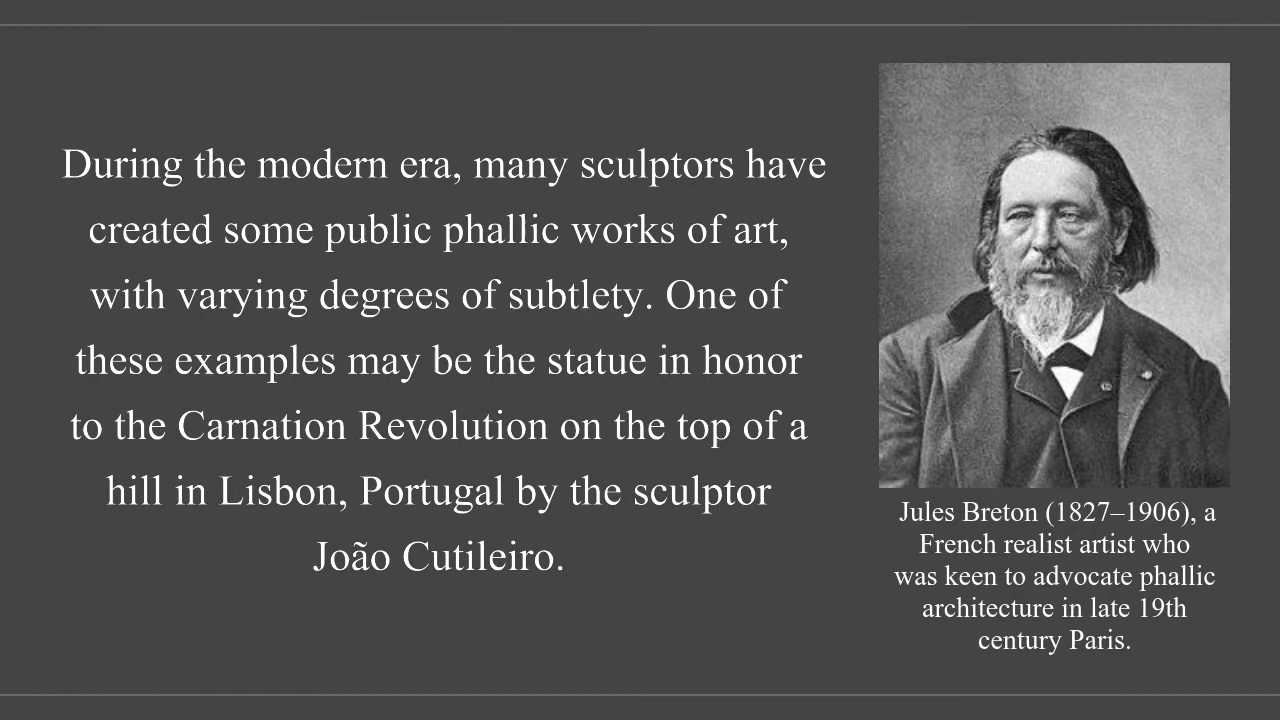 During the modern era, many sculptors have
created some public phallic works of art,
with varying degrees of subtlety. One of
these examples may be the statue in honor
to the Carnation Revolution on the top of a
hill in Lisbon, Portugal by the sculptor
João Cutileiro.
Jules Breton (1827–1906), a
French realist artist who
was keen to advocate phallic
architecture in late 19th
century Paris.